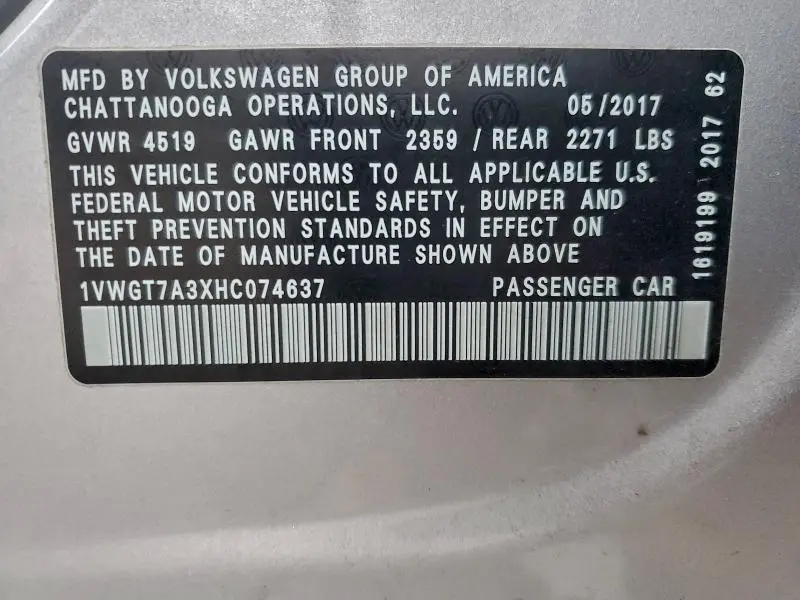 MFD BY VOLKSWAGEN GROUP OF AMERICA
CHATTANOOGA OPERATIONS, LLC. 05/2017
GVWR 4519 GAWR FRONT 2359 / REAR 2271 LBS
THIS VEHICLE CONFORMS TO ALL APPLICABLE U.S.
FEDERAL MOTOR VEHICLE SAFETY, BUMPER AND
THEFT PREVENTION STANDARDS IN EFFECT ON
THE DATE OF MANUFACTURE SHOWN ABOVE
1VWGT7A3XHC074637 PASSENGER CAR
1619199 2017 62